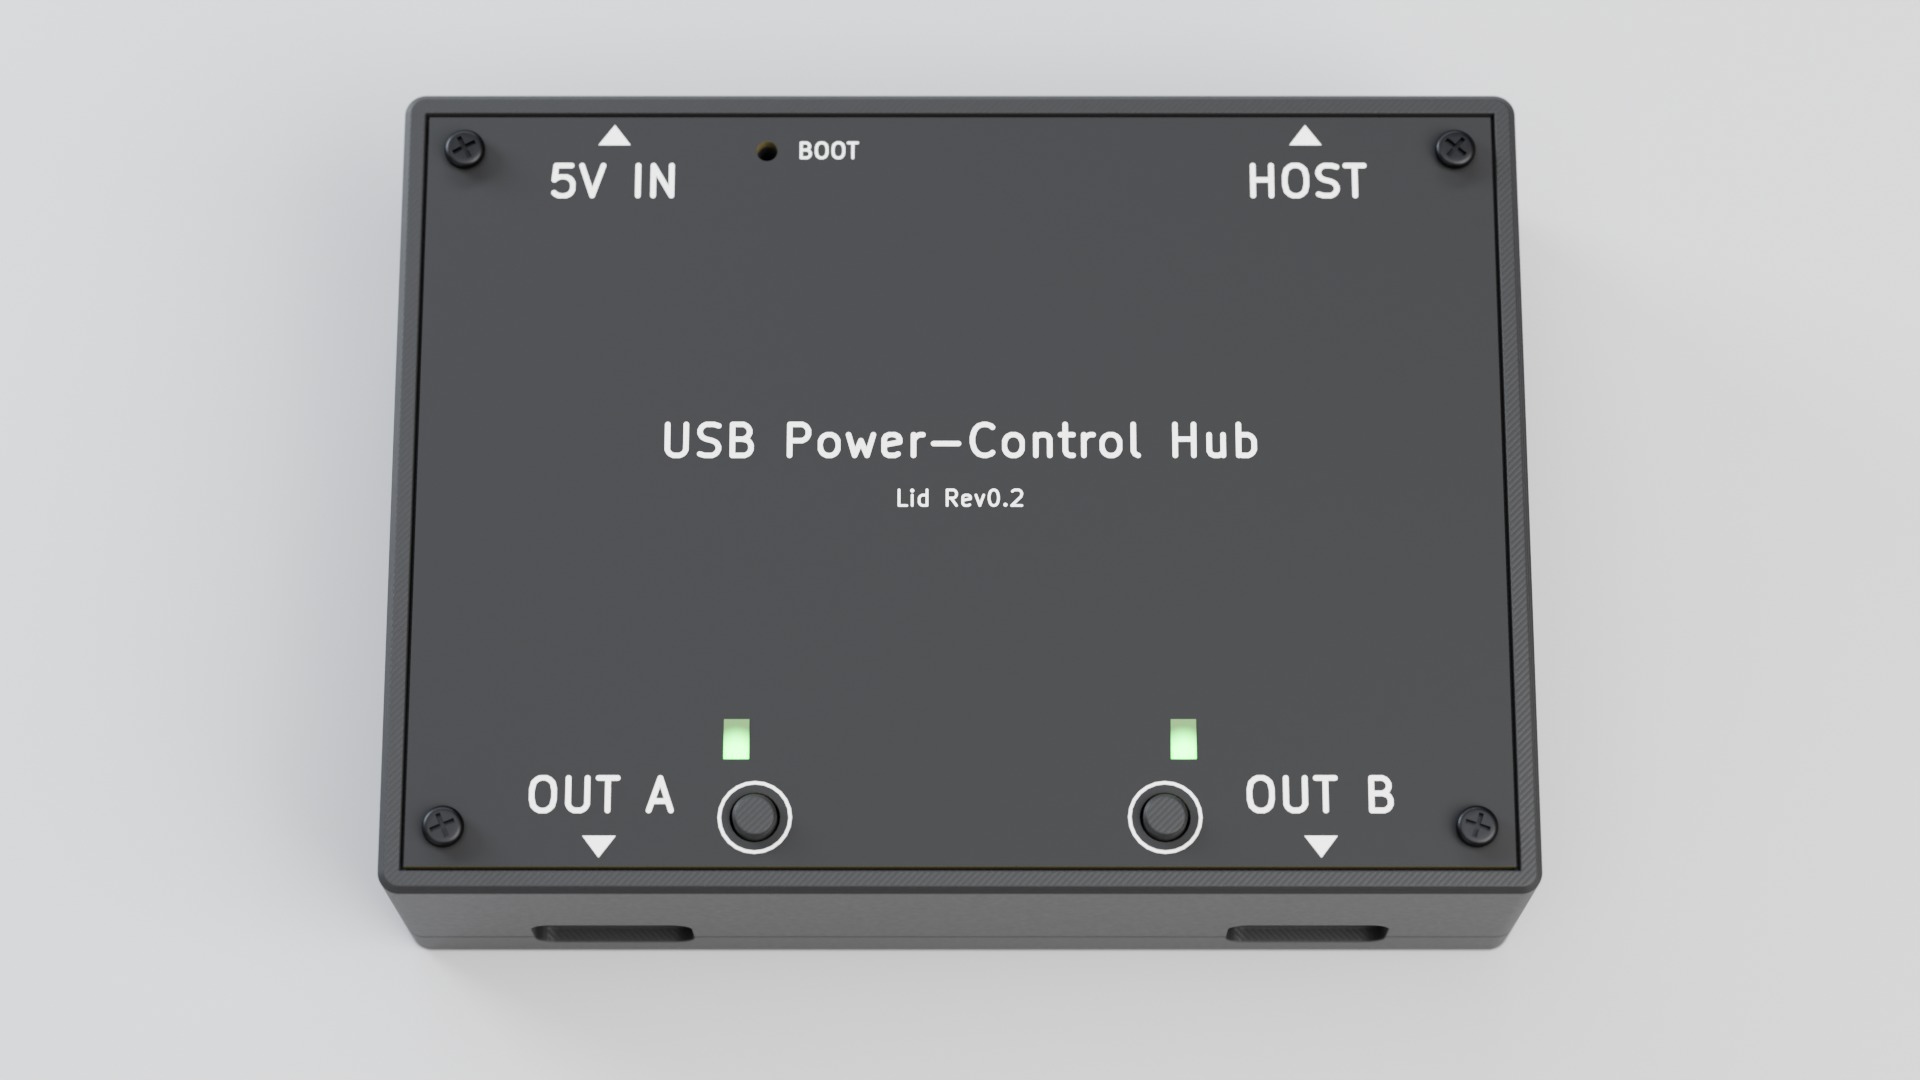 5V IN
BOOT
HOST
USB Power-Control Hub
Lid Rev0.2
OUT A
OUT B